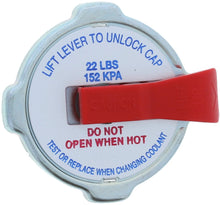 LIFT LEVER TO UNLOCK CAP
22 LBS
152 KPA
DO NOT
OPEN WHEN HOT
TEST OR REPLACE WHEN CHANGING COOLANT